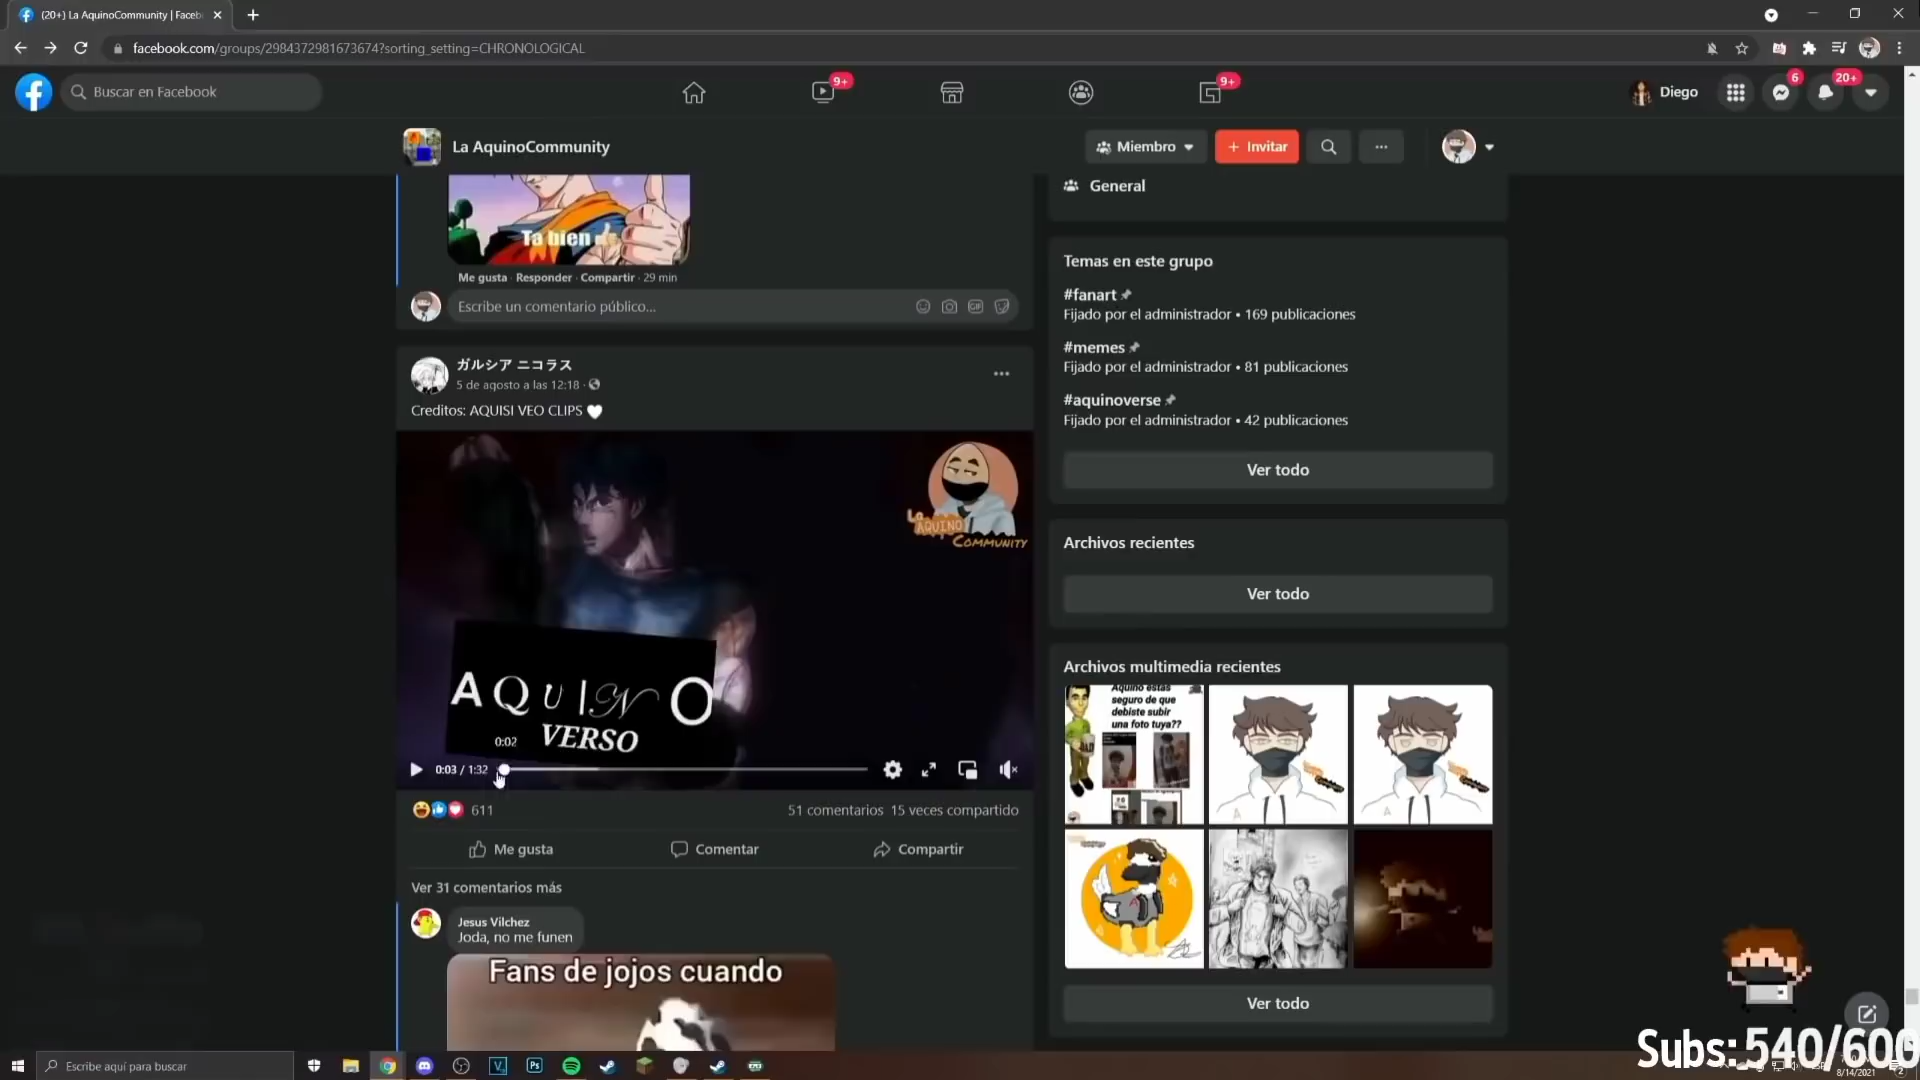 (20+) La AquinoCommunity | Faceb
facebook.com/groups/2984372981673674?sorting_setting=CHRONOLOGICAL
Buscar en Facebook
9+
9+
Diego
6
20+
La AquinoCommunity
Miembro
+ Invitar
General
Ta bien
Me gusta · Responder · Compartir · 29 min
Escribe un comentario público...
Temas en este grupo
#fanart
Fijado por el administrador • 169 publicaciones
#memes
Fijado por el administrador • 81 publicaciones
#aquinoverse
Fijado por el administrador • 42 publicaciones
Ver todo
ガルシア ニコラス
5 de agosto a las 12:18 ·
Creditos: AQUISI VEO CLIPS
La AQUINO COMMUNITY
AQUINO
VERSO
0:02
0:03 / 1:32
611
51 comentarios 15 veces compartido
Me gusta
Comentar
Compartir
Ver 31 comentarios más
Jesus Vilchez
Joda, no me funen
Fans de jojos cuando
Archivos recientes
Ver todo
Archivos multimedia recientes
Aquino estas
seguro de que
debiste subir
una foto tuya??
Ver todo
Subs: 540/600
Escribe aquí para buscar
8/14/2021